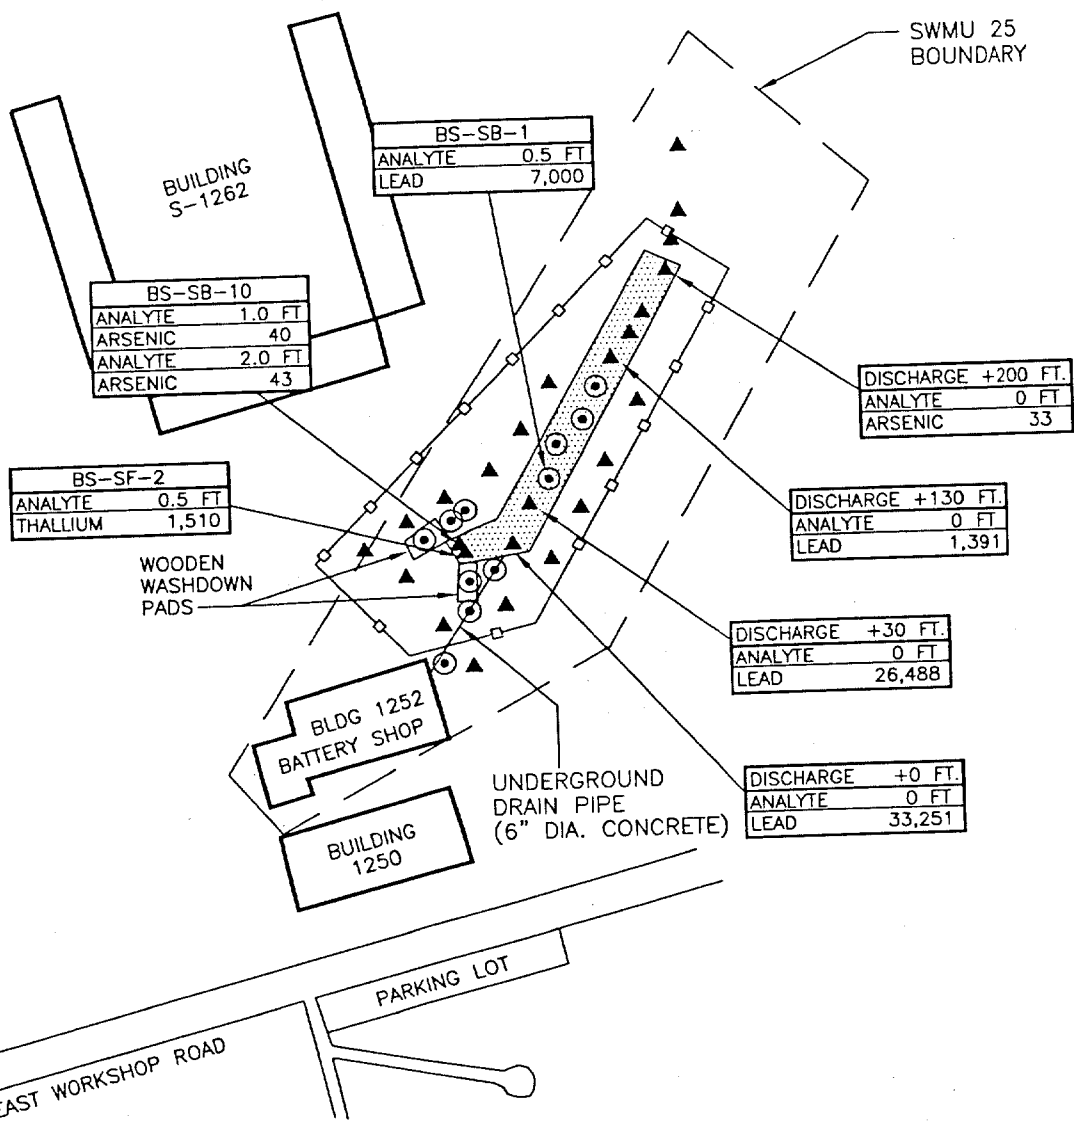 SWMU 25
BOUNDARY
BS-SB-1
ANALYTE 0.5 FT
LEAD 7,000
BUILDING
S-1262
BS-SB-10
ANALYTE 1.0 FT
ARSENIC 40
ANALYTE 2.0 FT
ARSENIC 43
DISCHARGE +200 FT.
ANALYTE 0 FT
ARSENIC 33
BS-SF-2
ANALYTE 0.5 FT
THALLIUM 1,510
DISCHARGE +130 FT.
ANALYTE 0 FT
LEAD 1,391
WOODEN
WASHDOWN
PADS
DISCHARGE +30 FT.
ANALYTE 0 FT
LEAD 26,488
BLDG 1252
BATTERY SHOP
UNDERGROUND
DRAIN PIPE
(6" DIA. CONCRETE)
DISCHARGE +0 FT.
ANALYTE 0 FT
LEAD 33,251
BUILDING
1250
PARKING LOT
EAST WORKSHOP ROAD